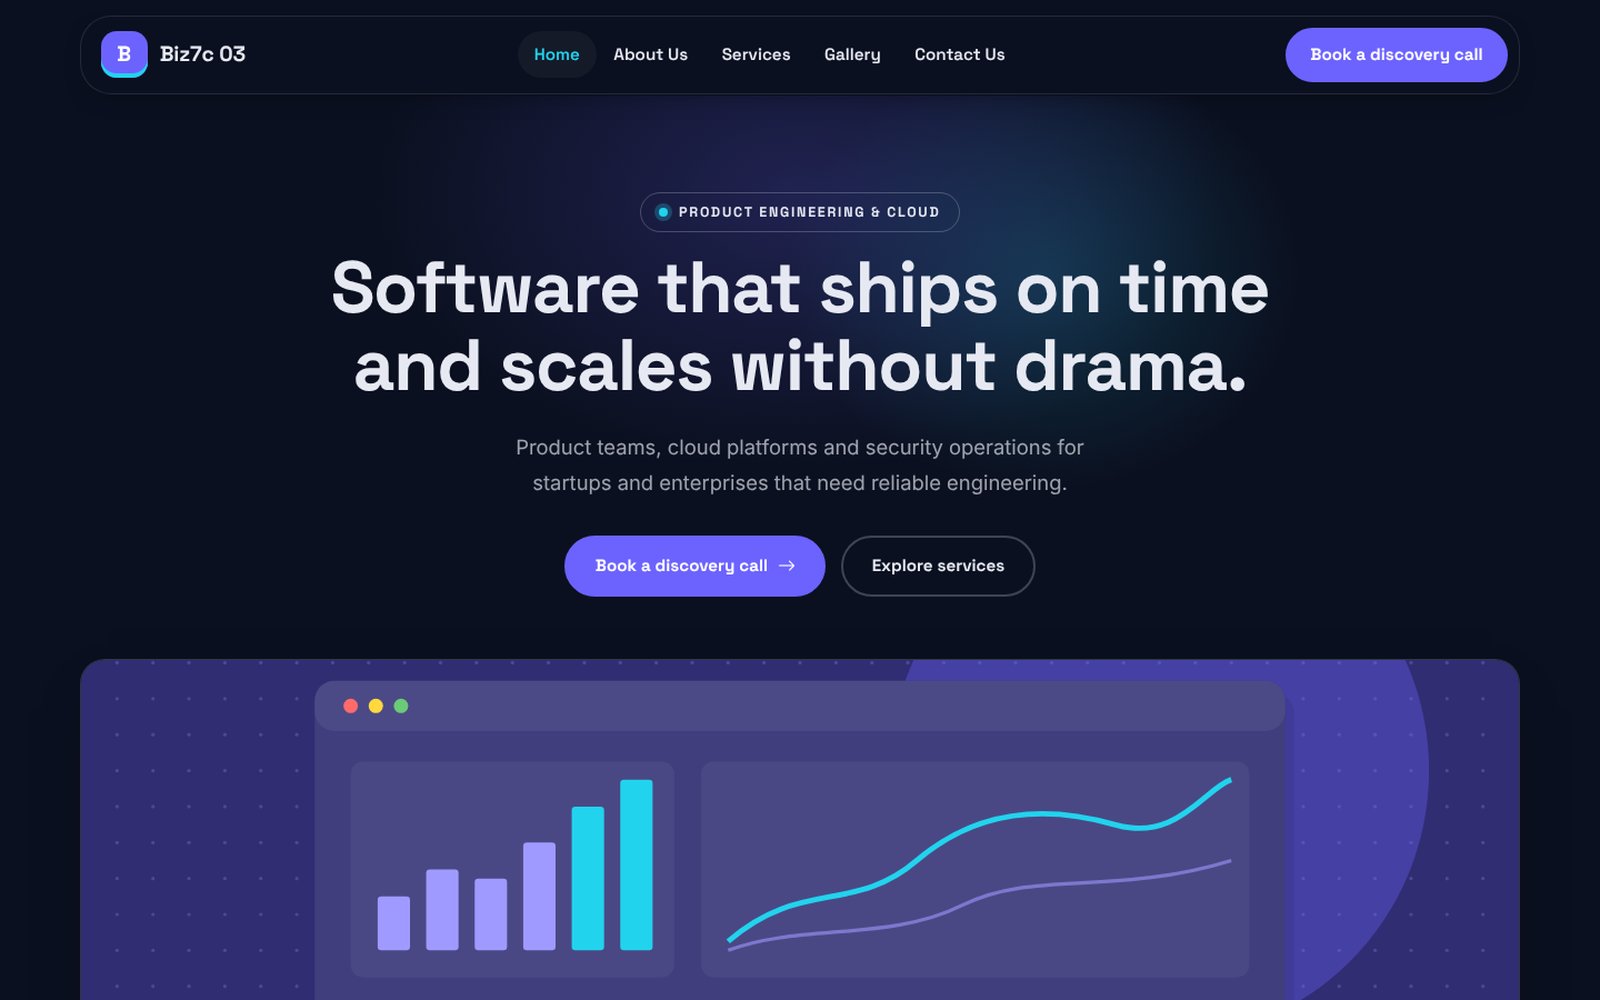 B
Biz7c 03
Home
About Us
Services
Gallery
Contact Us
Book a discovery call
PRODUCT ENGINEERING & CLOUD
Software that ships on time
and scales without drama.
Product teams, cloud platforms and security operations for
startups and enterprises that need reliable engineering.
Book a discovery call →
Explore services